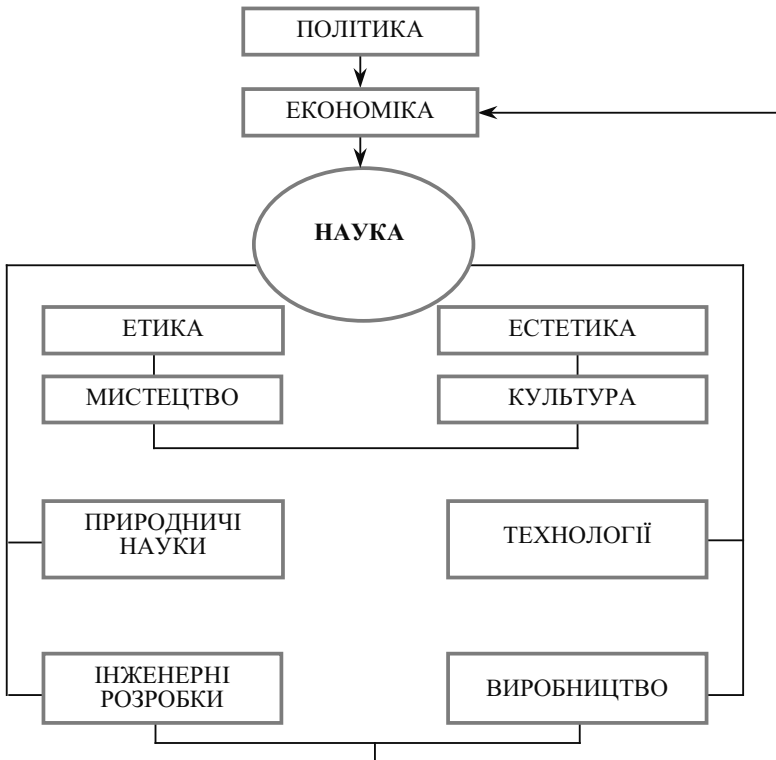 ПОЛІТИКА
ЕКОНОМІКА
НАУКА
ЕТИКА
ЕСТЕТИКА
МИСТЕЦТВО
КУЛЬТУРА
ПРИРОДНИЧІ
НАУКИ
ТЕХНОЛОГІЇ
ІНЖЕНЕРНІ
РОЗРОБКИ
ВИРОБНИЦТВО